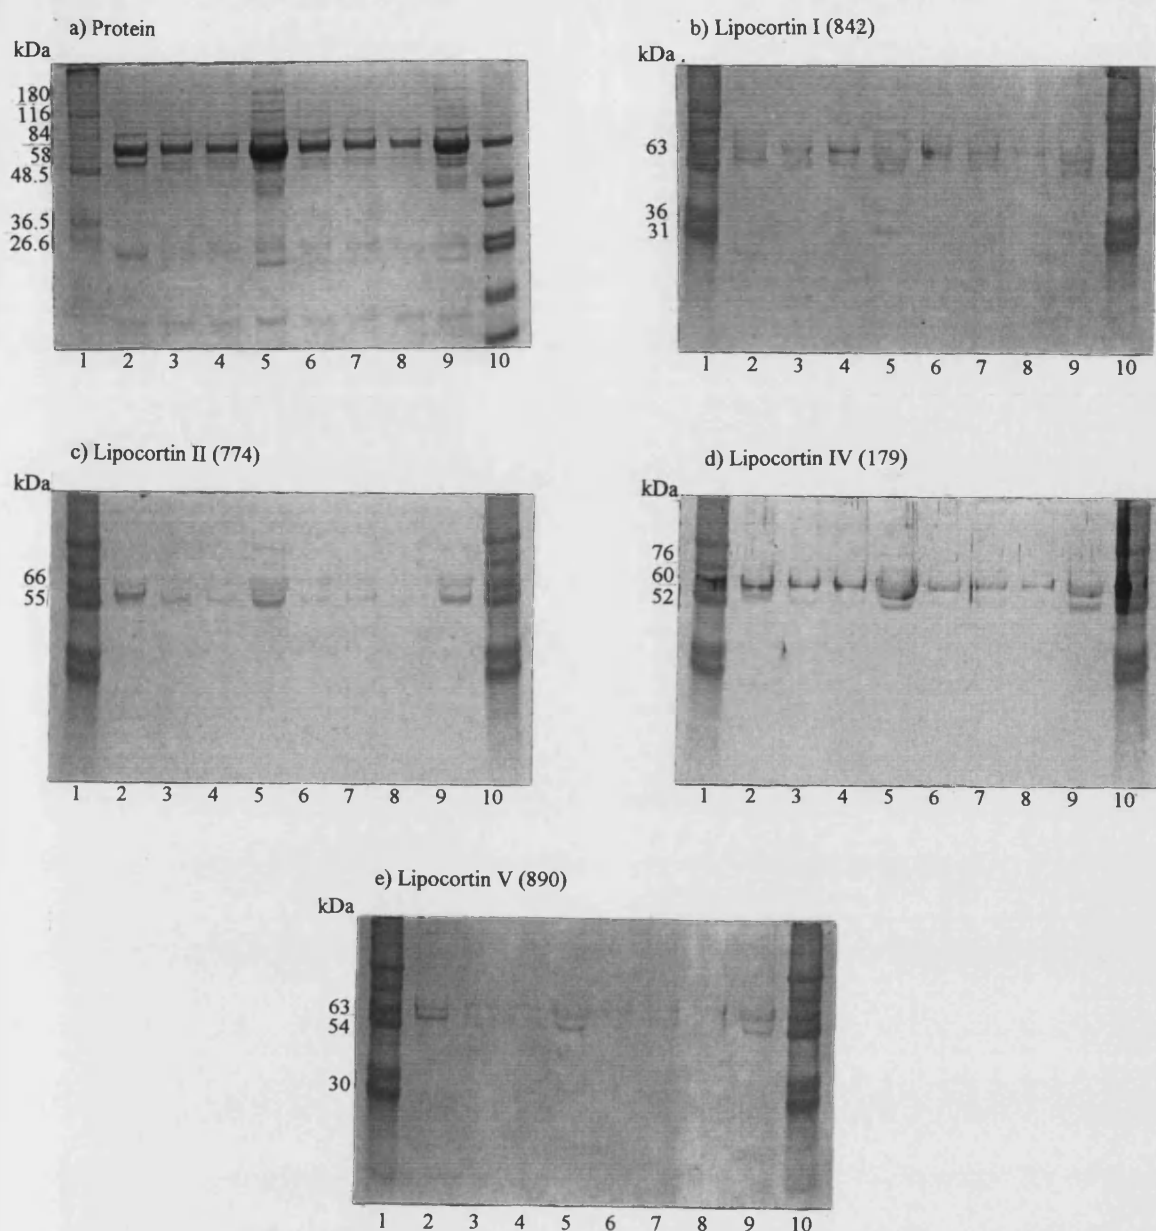 a) Protein
kDa
180
116
84
58
48.5
36.5
26.6
1 2 3 4 5 6 7 8 9 10
b) Lipocortin I (842)
kDa
63
36
31
1 2 3 4 5 6 7 8 9 10
c) Lipocortin II (774)
kDa
66
55
1 2 3 4 5 6 7 8 9 10
d) Lipocortin IV (179)
kDa
76
60
52
1 2 3 4 5 6 7 8 9 10
e) Lipocortin V (890)
kDa
63
54
30
1 2 3 4 5 6 7 8 9 10